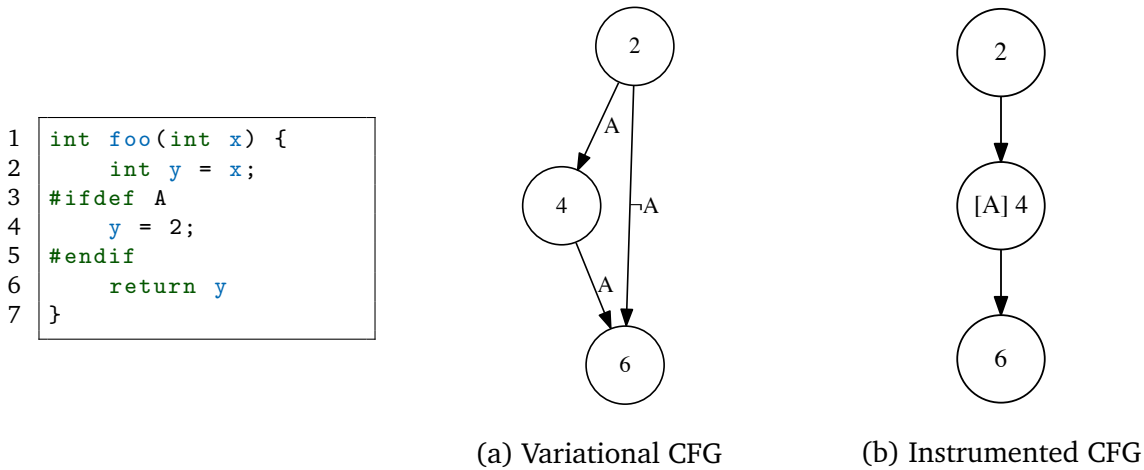 1 int foo(int x) {
2     int y = x;
3 #ifdef A
4     y = 2;
5 #endif
6     return y
7 }
2
A
4
¬A
A
6
(a) Variational CFG
2
[A] 4
6
(b) Instrumented CFG